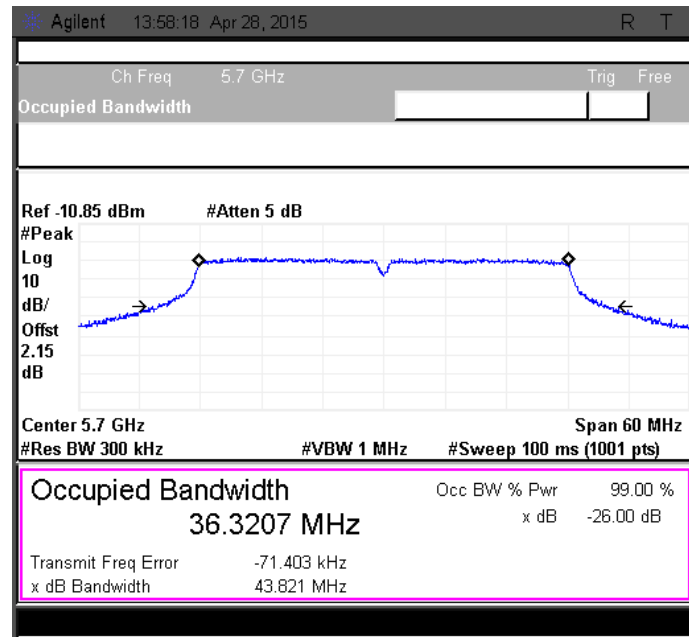 Agilent 13:58:18 Apr 28, 2015 R T
Ch Freq 5.7 GHz Trig Free
Occupied Bandwidth
Ref -10.85 dBm #Atten 5 dB
#Peak
Log
10
dB/
Offst
2.15
dB
Center 5.7 GHz Span 60 MHz
#Res BW 300 kHz #VBW 1 MHz #Sweep 100 ms (1001 pts)
Occupied Bandwidth Occ BW % Pwr 99.00 %
36.3207 MHz x dB -26.00 dB
Transmit Freq Error -71.403 kHz
x dB Bandwidth 43.821 MHz